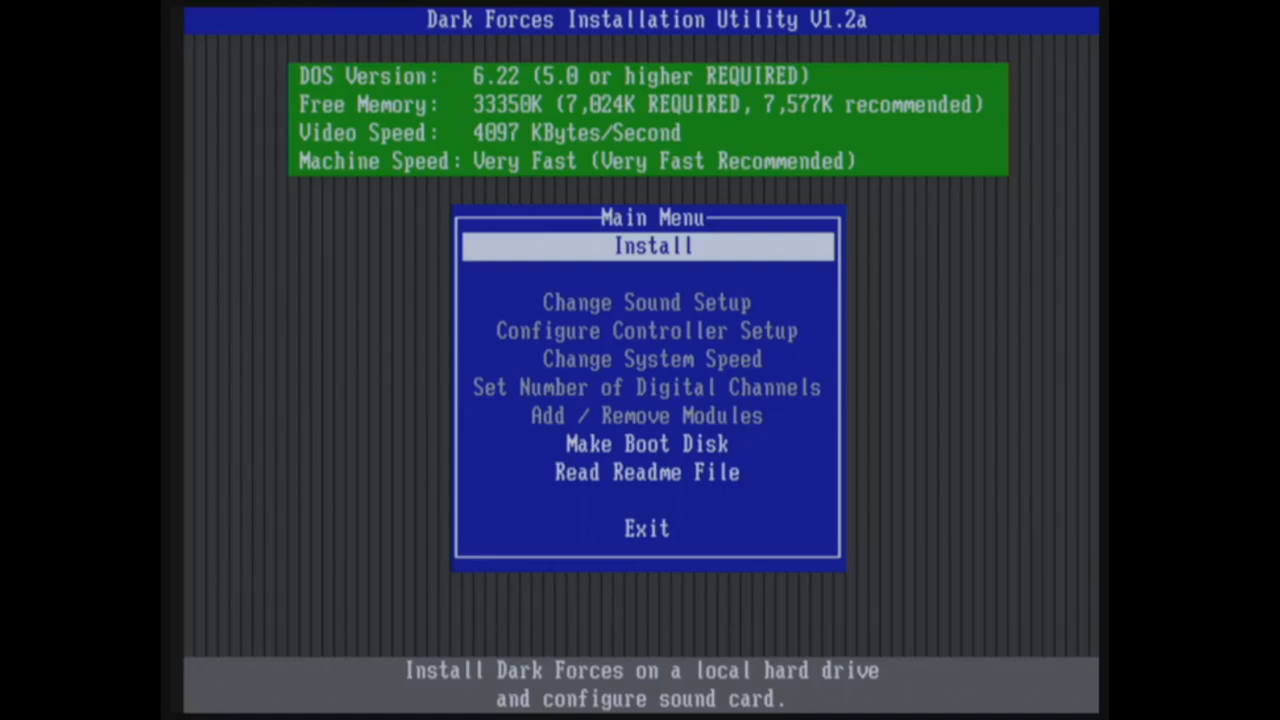 Dark Forces Installation Utility V1.2a
DOS Version: 6.22 (5.0 or higher REQUIRED)
Free Memory: 33350K (7,024K REQUIRED, 7,577K recommended)
Video Speed: 4097 KBytes/Second
Machine Speed: Very Fast (Very Fast Recommended)
Main Menu
Install
Change Sound Setup
Configure Controller Setup
Change System Speed
Set Number of Digital Channels
Add / Remove Modules
Make Boot Disk
Read Readme File
Exit
Install Dark Forces on a local hard drive
and configure sound card.